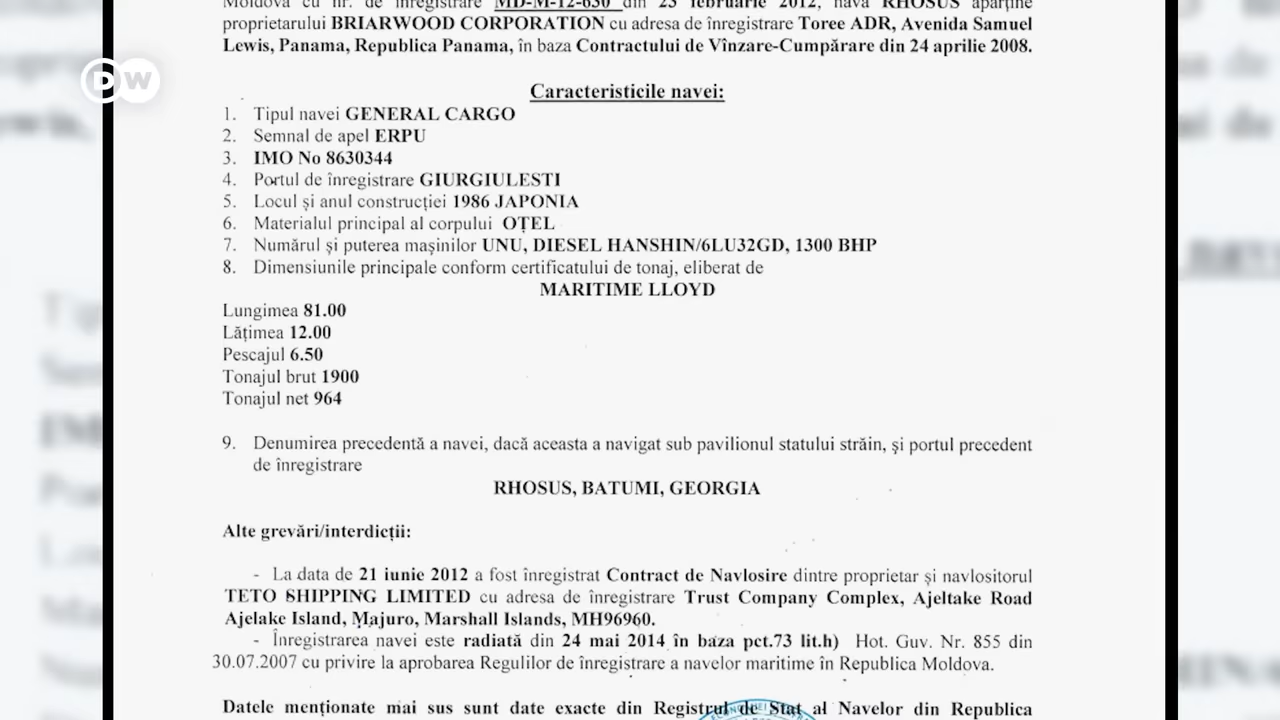 Moldova cu nr. de înregistrare MD-M-12-630 din 23 februarie 2012, nava RHOSUS aparține
proprietarului BRIARWOOD CORPORATION cu adresa de înregistrare Toree ADR, Avenida Samuel
Lewis, Panama, Republica Panama, în baza Contractului de Vînzare-Cumpărare din 24 aprilie 2008.
DW
Caracteristicile navei:
1. Tipul navei GENERAL CARGO
2. Semnal de apel ERPU
3. IMO No 8630344
4. Portul de înregistrare GIURGIULESTI
5. Locul și anul construcției 1986 JAPONIA
6. Materialul principal al corpului OȚEL
7. Numărul și puterea mașinilor UNU, DIESEL HANSHIN/6LU32GD, 1300 BHP
8. Dimensiunile principale conform certificatului de tonaj, eliberat de
MARITIME LLOYD
Lungimea 81.00
Lățimea 12.00
Pescajul 6.50
Tonajul brut 1900
Tonajul net 964
9. Denumirea precedentă a navei, dacă aceasta a navigat sub pavilionul statului străin, și portul precedent
de înregistrare
RHOSUS, BATUMI, GEORGIA
Alte grevări/interdicții:
- La data de 21 iunie 2012 a fost înregistrat Contract de Navlosire dintre proprietar și navlositorul
TETO SHIPPING LIMITED cu adresa de înregistrare Trust Company Complex, Ajeltake Road
Ajelake Island, Majuro, Marshall Islands, MH96960.
- Înregistrarea navei este radiată din 24 mai 2014 în baza pct.73 lit.h) Hot. Guv. Nr. 855 din
30.07.2007 cu privire la aprobarea Regulilor de înregistrare a navelor maritime în Republica Moldova.
Datele menționate mai sus sunt date exacte din Registrul de Stat al Navelor din Republica